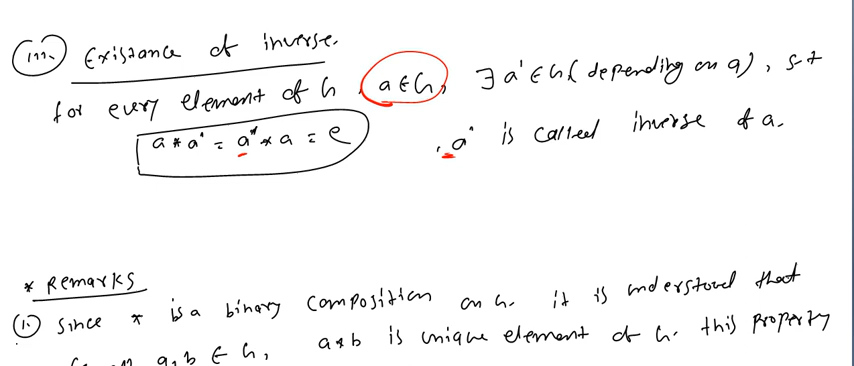 (iii) Existance of inverse.
for every element of G, a ∈ G, ∃ a' ∈ G (depending on a), s.t
a * a' = a' * a = e , a' is called inverse of a.
* Remarks
(1.) Since * is a binary composition on G. it is understood that
a, b ∈ G, a * b is unique element of G. this property